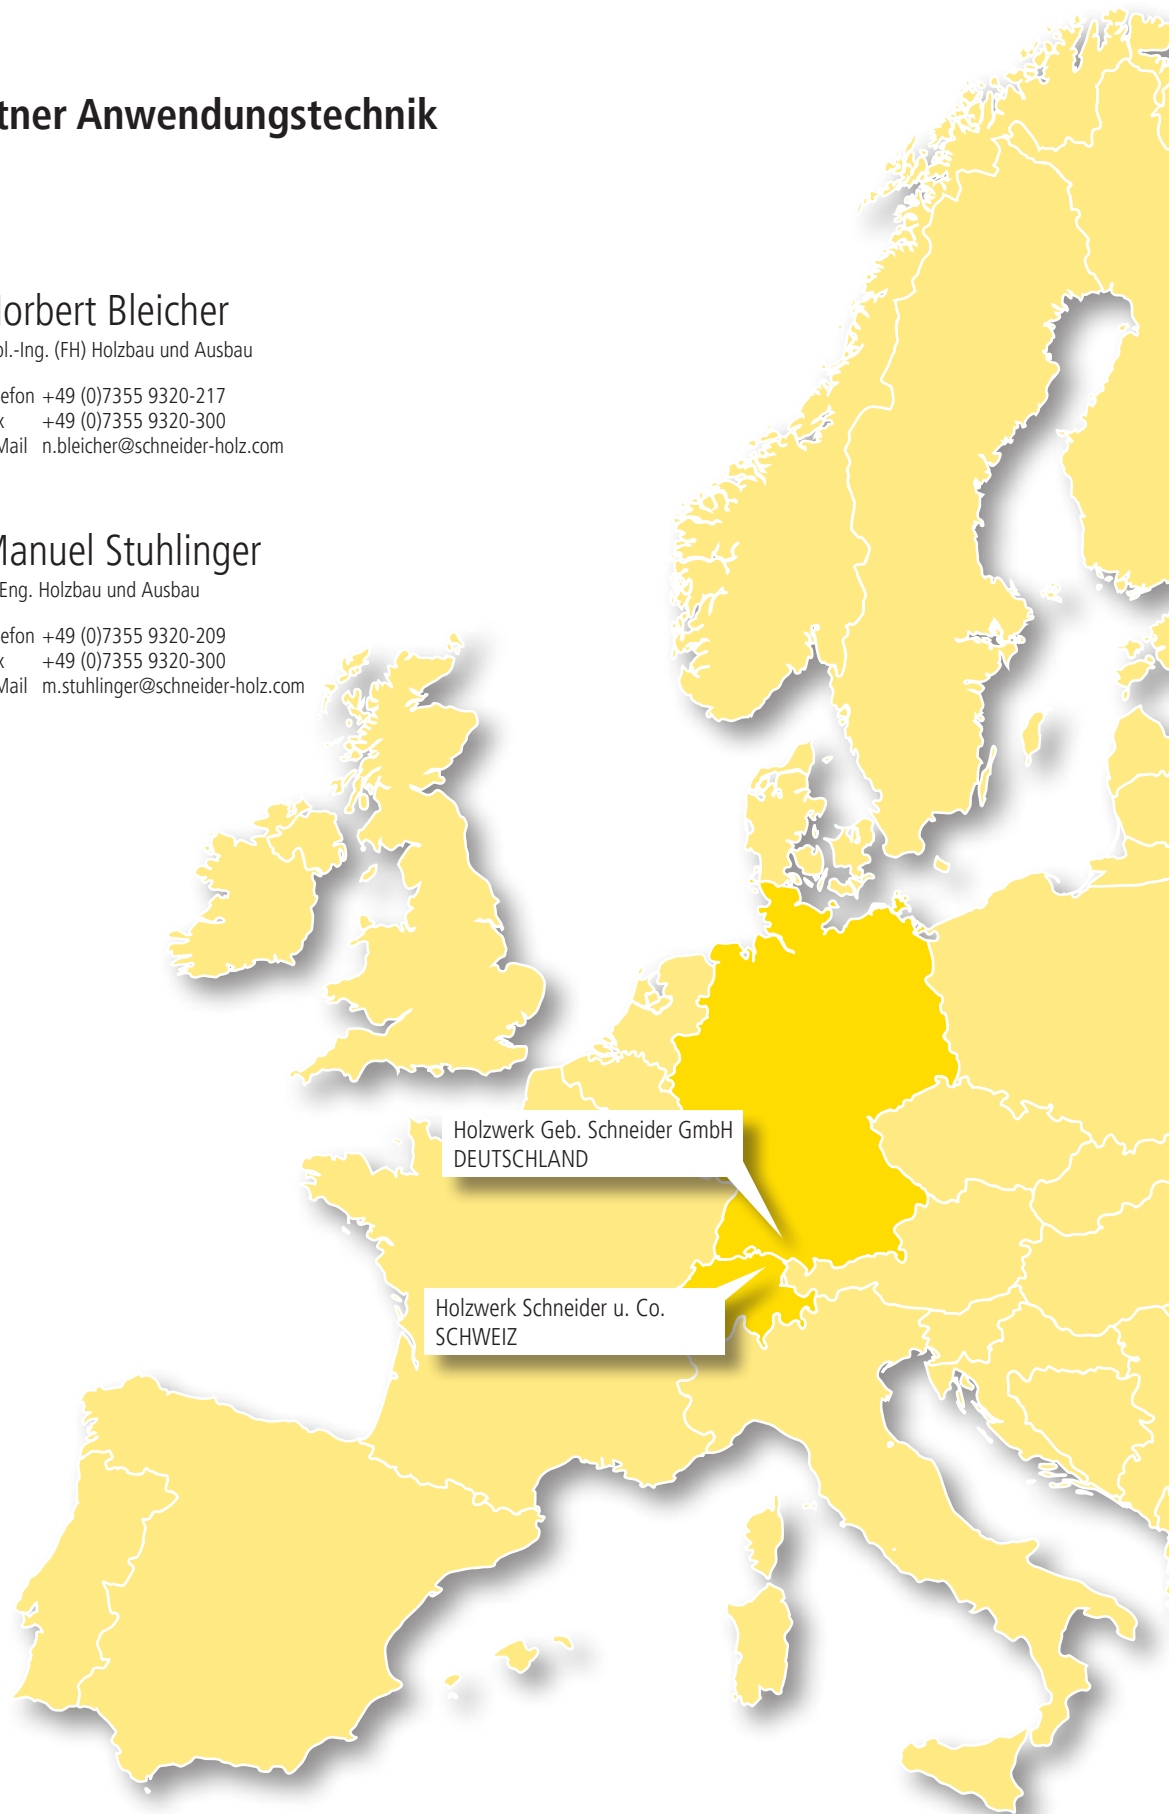 tner Anwendungstechnik
Norbert Bleicher
ol.-Ing. (FH) Holzbau und Ausbau
efon +49 (0)7355 9320-217
x +49 (0)7355 9320-300
Mail n.bleicher@schneider-holz.com
Manuel Stuhlinger
Eng. Holzbau und Ausbau
efon +49 (0)7355 9320-209
x +49 (0)7355 9320-300
Mail m.stuhlinger@schneider-holz.com
Holzwerk Geb. Schneider GmbH
DEUTSCHLAND
Holzwerk Schneider u. Co.
SCHWEIZ